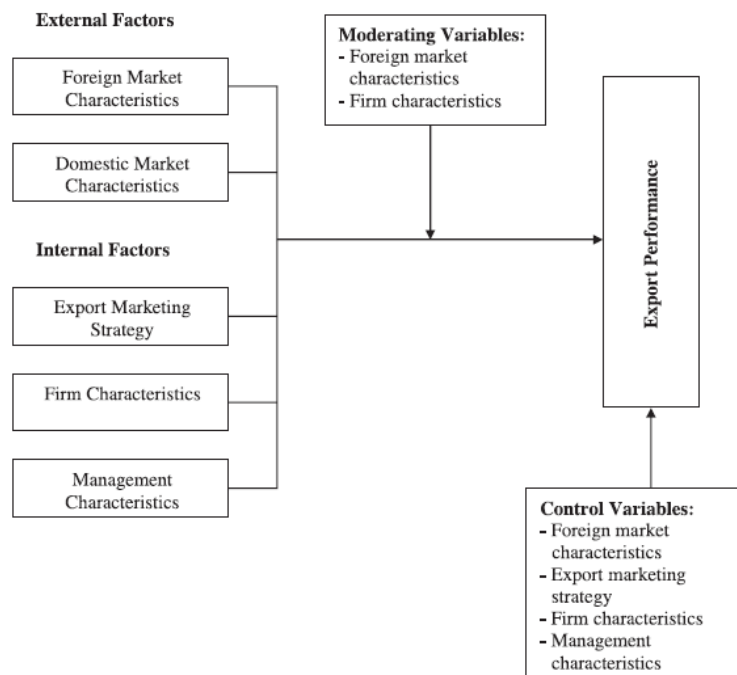 External Factors
Foreign Market
Characteristics
Domestic Market
Characteristics
Internal Factors
Export Marketing
Strategy
Firm Characteristics
Management
Characteristics
Moderating Variables:
- Foreign market
characteristics
- Firm characteristics
Export Performance
Control Variables:
- Foreign market
characteristics
- Export marketing
strategy
- Firm characteristics
- Management
characteristics